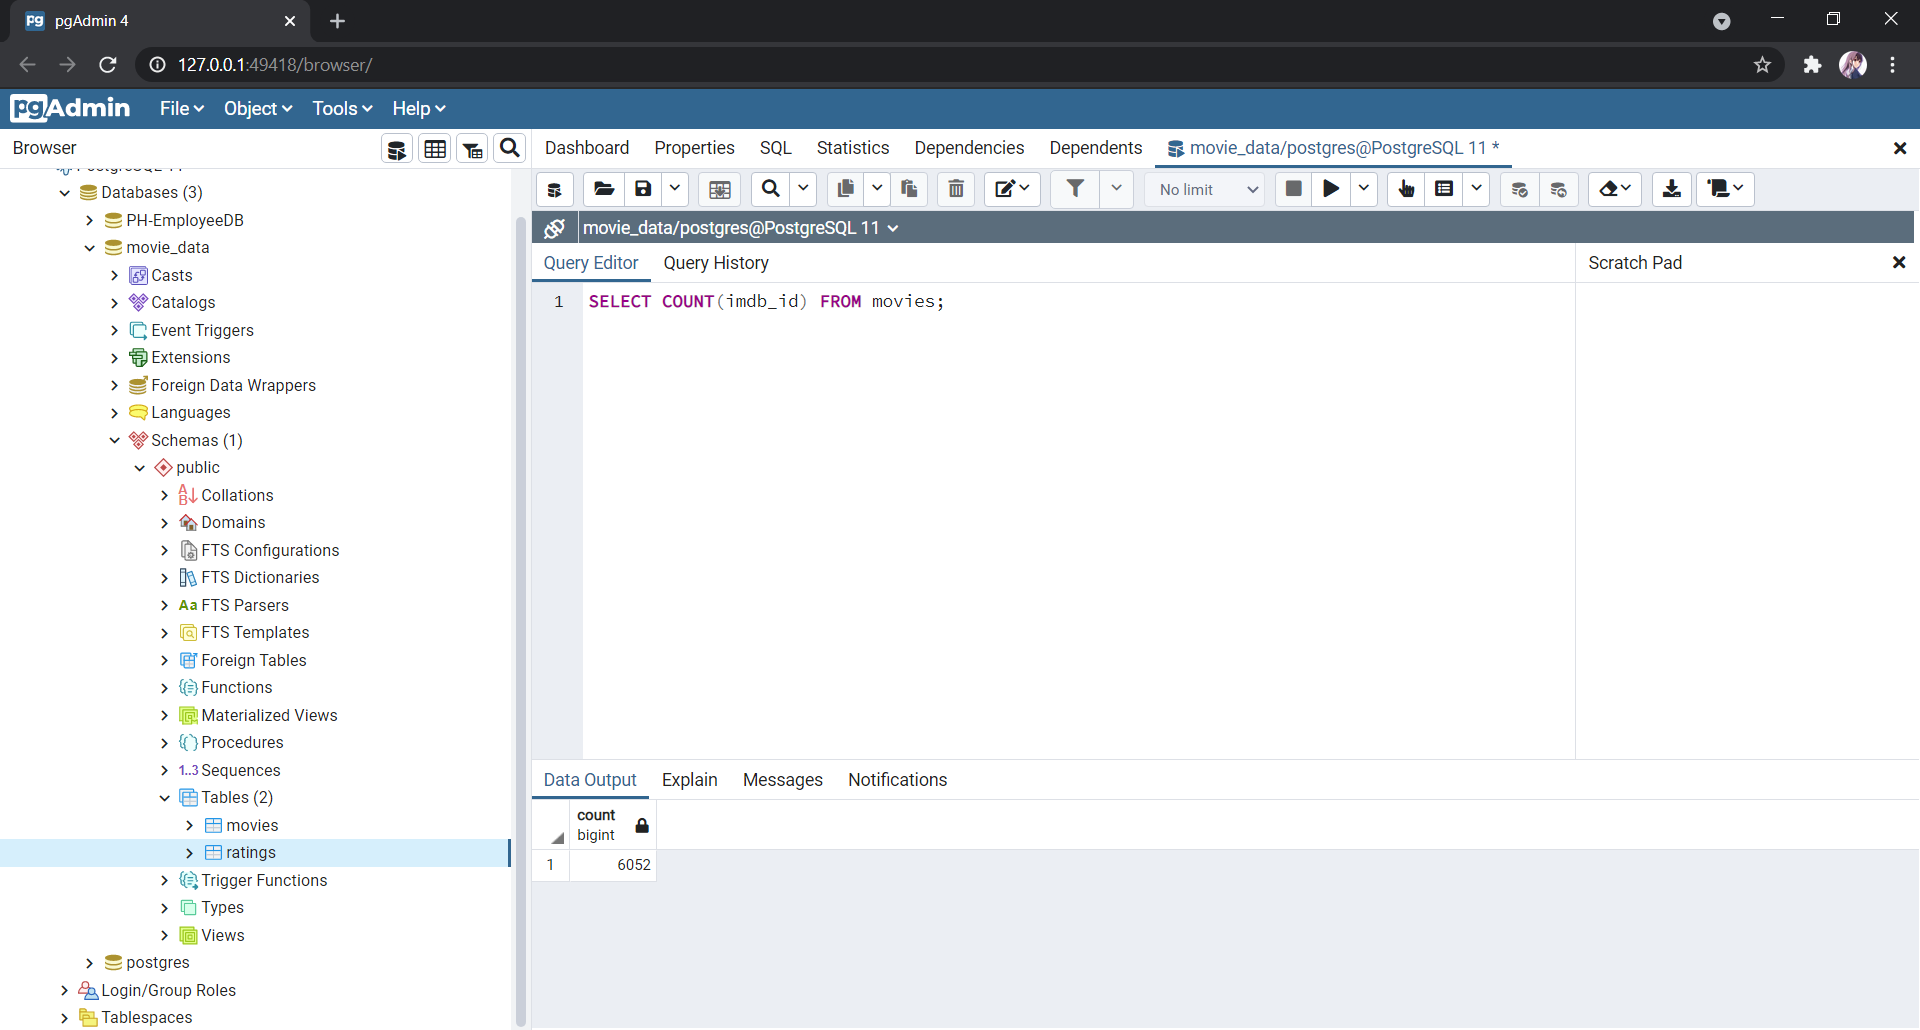 pgAdmin 4
127.0.0.1:49418/browser/
pgAdmin File Object Tools Help
Browser
Databases (3)
PH-EmployeeDB
movie_data
Casts
Catalogs
Event Triggers
Extensions
Foreign Data Wrappers
Languages
Schemas (1)
public
Collations
Domains
FTS Configurations
FTS Dictionaries
Aa FTS Parsers
FTS Templates
Foreign Tables
Functions
Materialized Views
Procedures
1..3 Sequences
Tables (2)
movies
ratings
Trigger Functions
Types
Views
postgres
Login/Group Roles
Tablespaces
Dashboard Properties SQL Statistics Dependencies Dependents movie_data/postgres@PostgreSQL 11 *
No limit
movie_data/postgres@PostgreSQL 11
Query Editor Query History
Scratch Pad
1 SELECT COUNT(imdb_id) FROM movies;
Data Output Explain Messages Notifications
count
bigint
1 6052